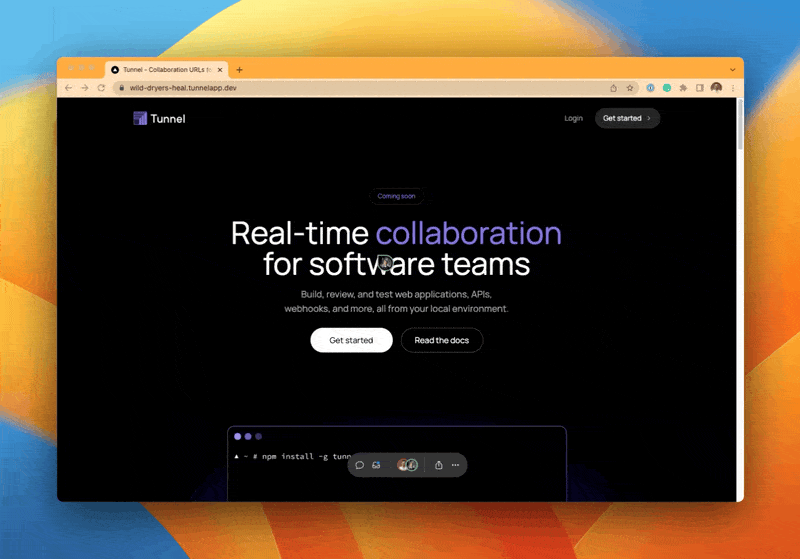 Tunnel – Collaboration URLs
wild-dryers-heal.tunnelapp.dev
Tunnel
Login
Get started
Coming soon
Real-time collaboration
for software teams
Build, review, and test web applications, APIs,
webhooks, and more, all from your local environment.
Get started
Read the docs
▲ ~ # npm install -g tunn